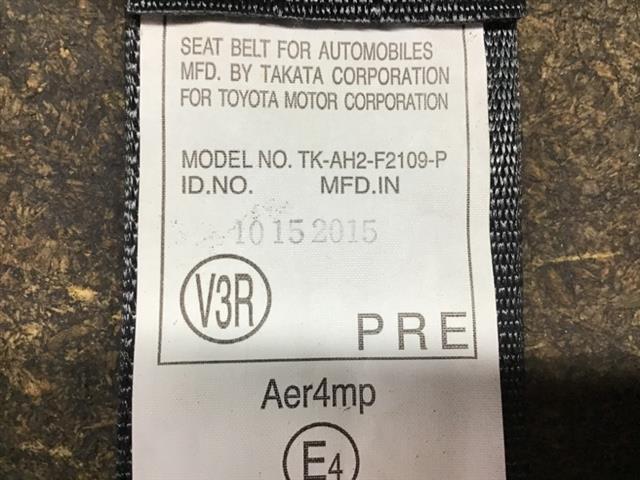 SEAT BELT FOR AUTOMOBILES
MFD. BY TAKATA CORPORATION
FOR TOYOTA MOTOR CORPORATION
MODEL NO. TK-AH2-F2109-P
ID.NO. MFD.IN
10 15 2015
V3R
PRE
Aer4mp
E4